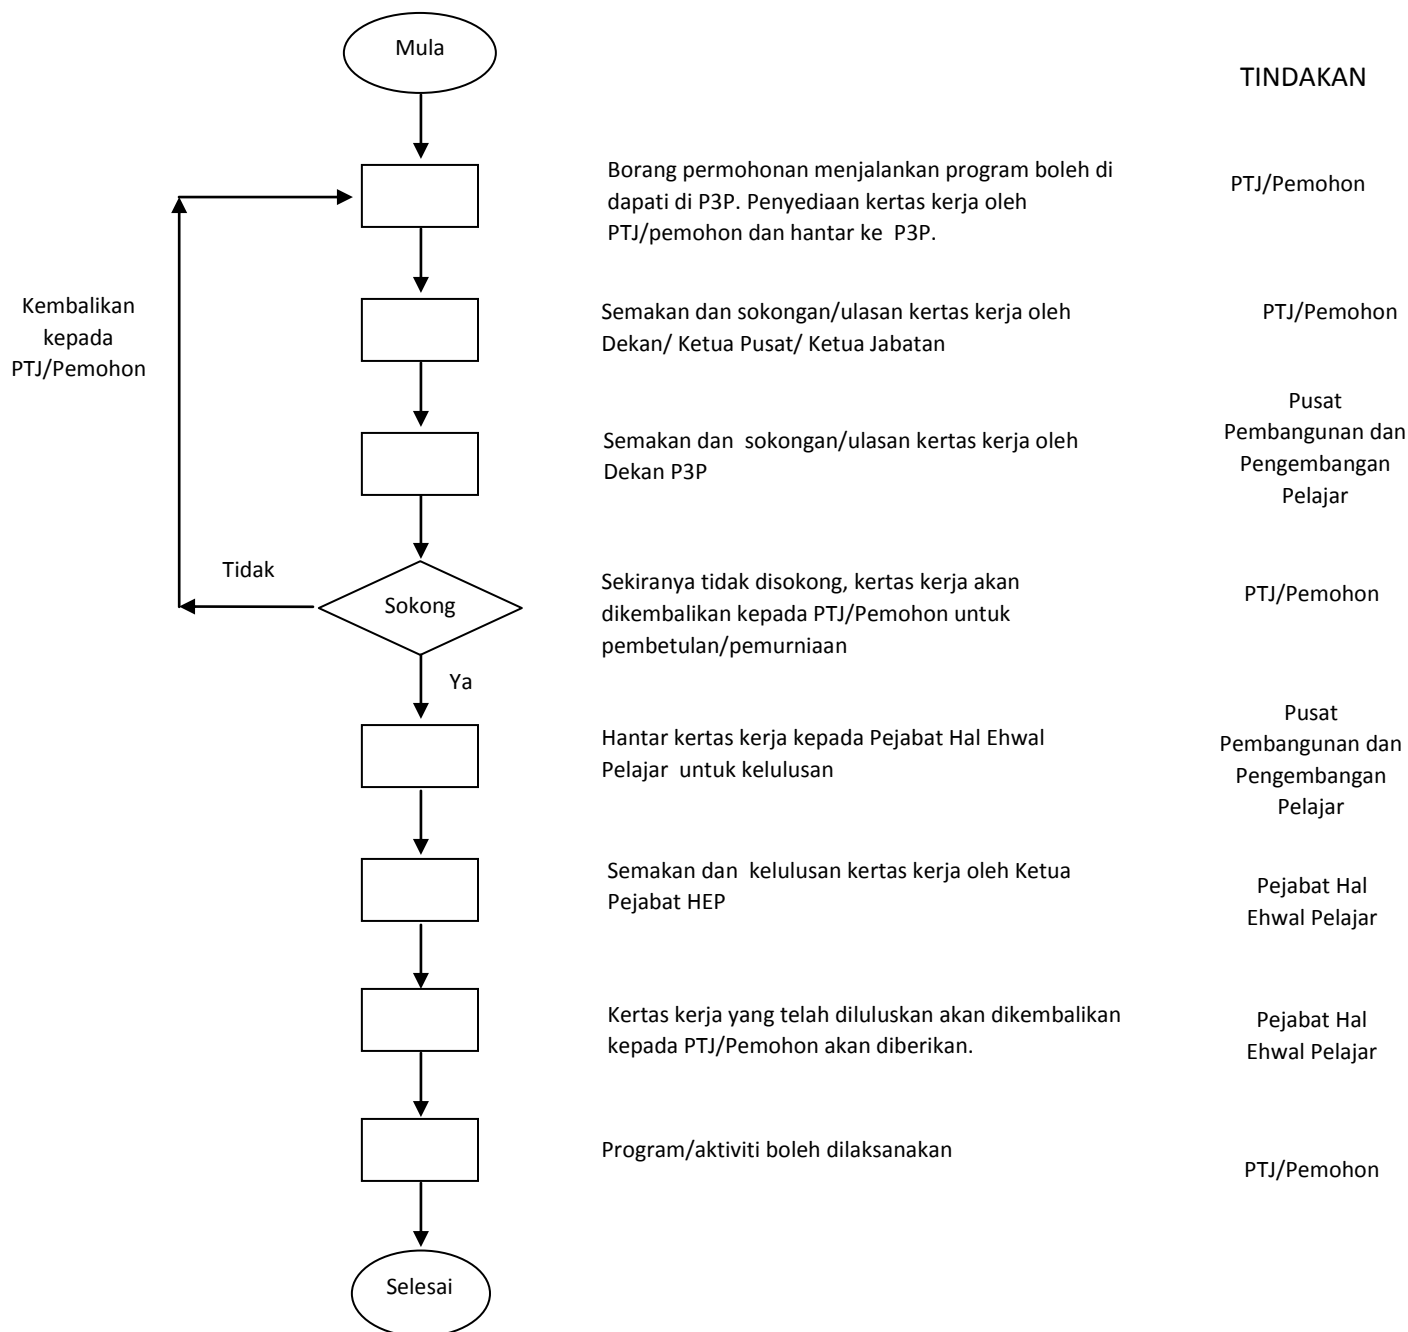 Mula
TINDAKAN
Borang permohonan menjalankan program boleh di
dapati di P3P. Penyediaan kertas kerja oleh
PTJ/pemohon dan hantar ke  P3P.
PTJ/Pemohon
Kembalikan
kepada
PTJ/Pemohon
Semakan dan sokongan/ulasan kertas kerja oleh
Dekan/ Ketua Pusat/ Ketua Jabatan
PTJ/Pemohon
Semakan dan  sokongan/ulasan kertas kerja oleh
Dekan P3P
Pusat
Pembangunan dan
Pengembangan
Pelajar
Tidak
Sokong
Sekiranya tidak disokong, kertas kerja akan
dikembalikan kepada PTJ/Pemohon untuk
pembetulan/pemurniaan
PTJ/Pemohon
Ya
Hantar kertas kerja kepada Pejabat Hal Ehwal
Pelajar  untuk kelulusan
Pusat
Pembangunan dan
Pengembangan
Pelajar
Semakan dan  kelulusan kertas kerja oleh Ketua
Pejabat HEP
Pejabat Hal
Ehwal Pelajar
Kertas kerja yang telah diluluskan akan dikembalikan
kepada PTJ/Pemohon akan diberikan.
Pejabat Hal
Ehwal Pelajar
Program/aktiviti boleh dilaksanakan
PTJ/Pemohon
Selesai